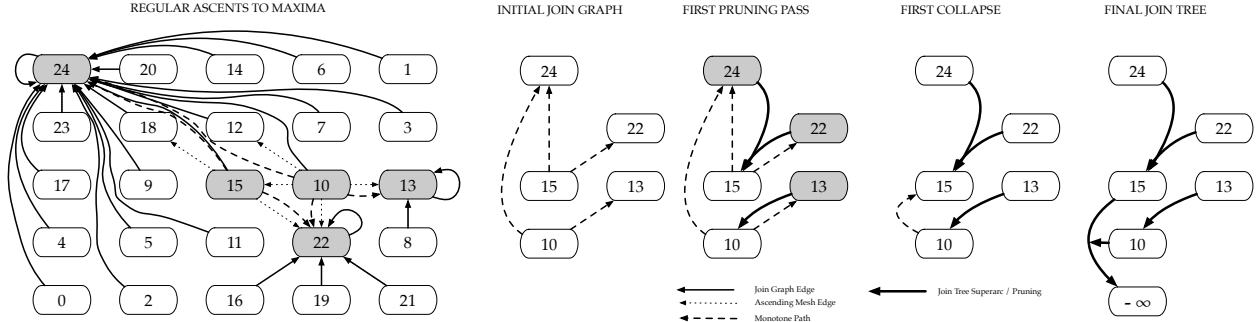 REGULAR ASCENTS TO MAXIMA
INITIAL JOIN GRAPH
FIRST PRUNING PASS
FIRST COLLAPSE
FINAL JOIN TREE
24 20 14 6 1
23 18 12 7 3
17 9 15 10 13
4 5 11 22 8
0 2 16 19 21
24
22
15 13
10
24
22
15 13
10
24
22
15 13
10
24
22
15 13
10
- ∞
Join Graph Edge
Ascending Mesh Edge
Monotone Path
Join Tree Superarc / Pruning